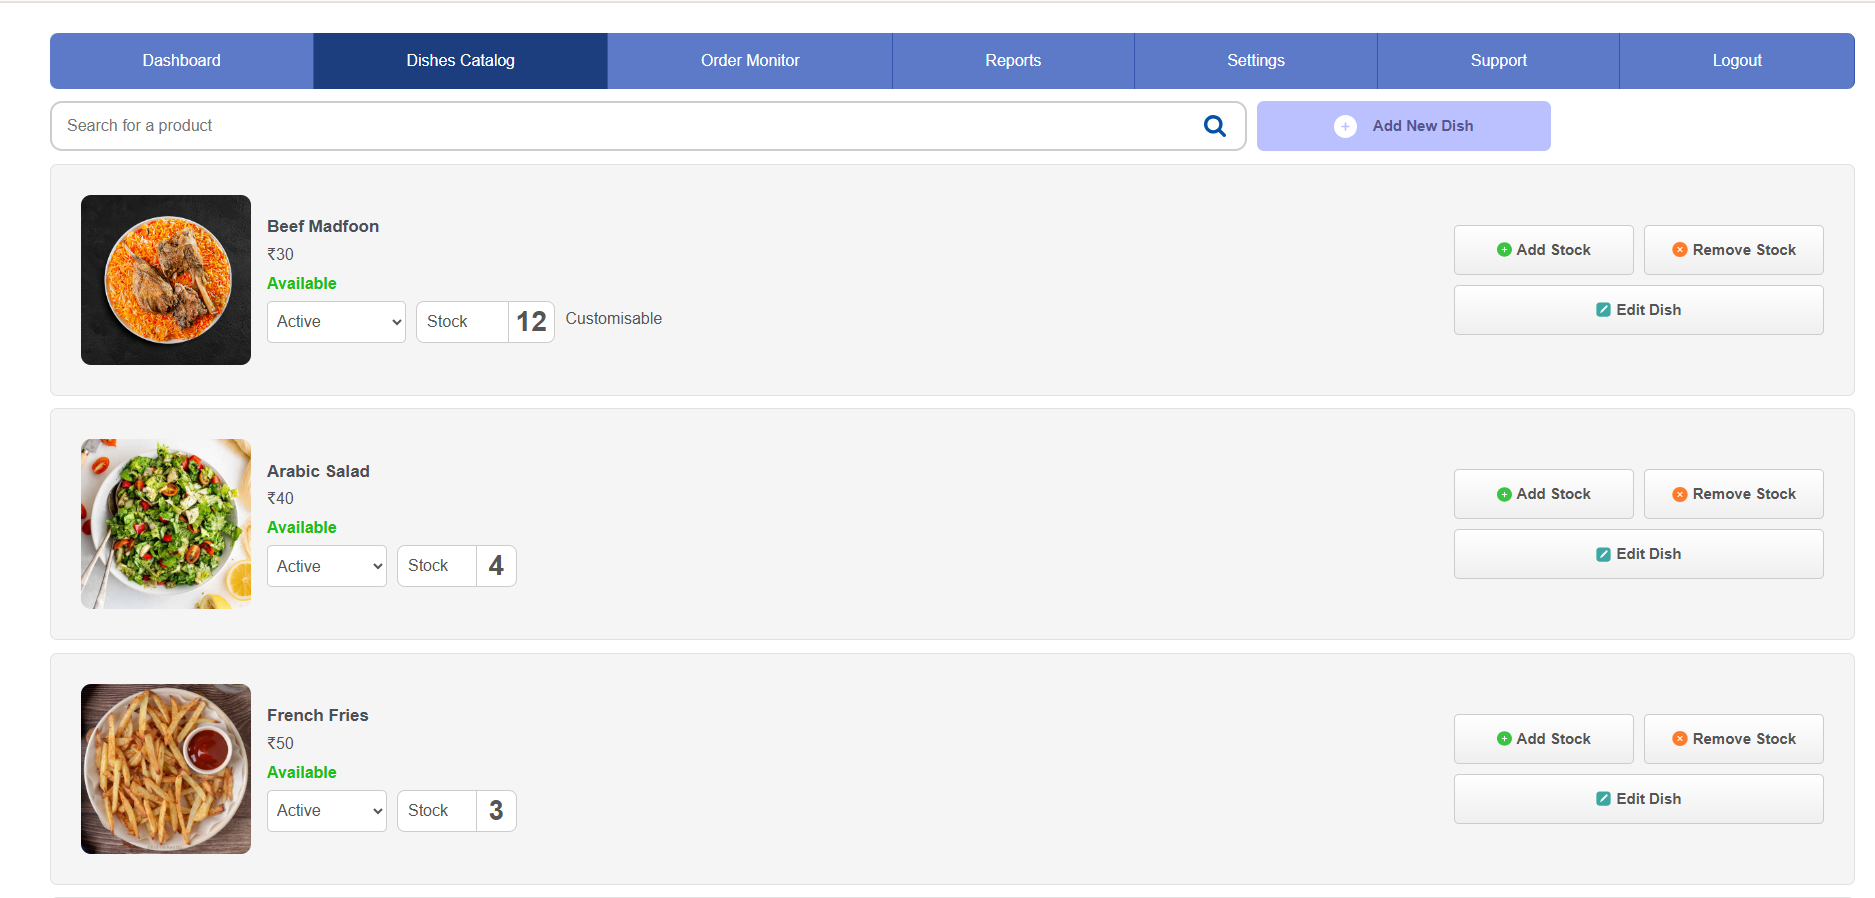 Dashboard Dishes Catalog Order Monitor Reports Settings Support Logout
Search for a product Add New Dish
Beef Madfoon
₹30
Available
Active Stock 12 Customisable
Add Stock Remove Stock
Edit Dish
Arabic Salad
₹40
Available
Active Stock 4
Add Stock Remove Stock
Edit Dish
French Fries
₹50
Available
Active Stock 3
Add Stock Remove Stock
Edit Dish